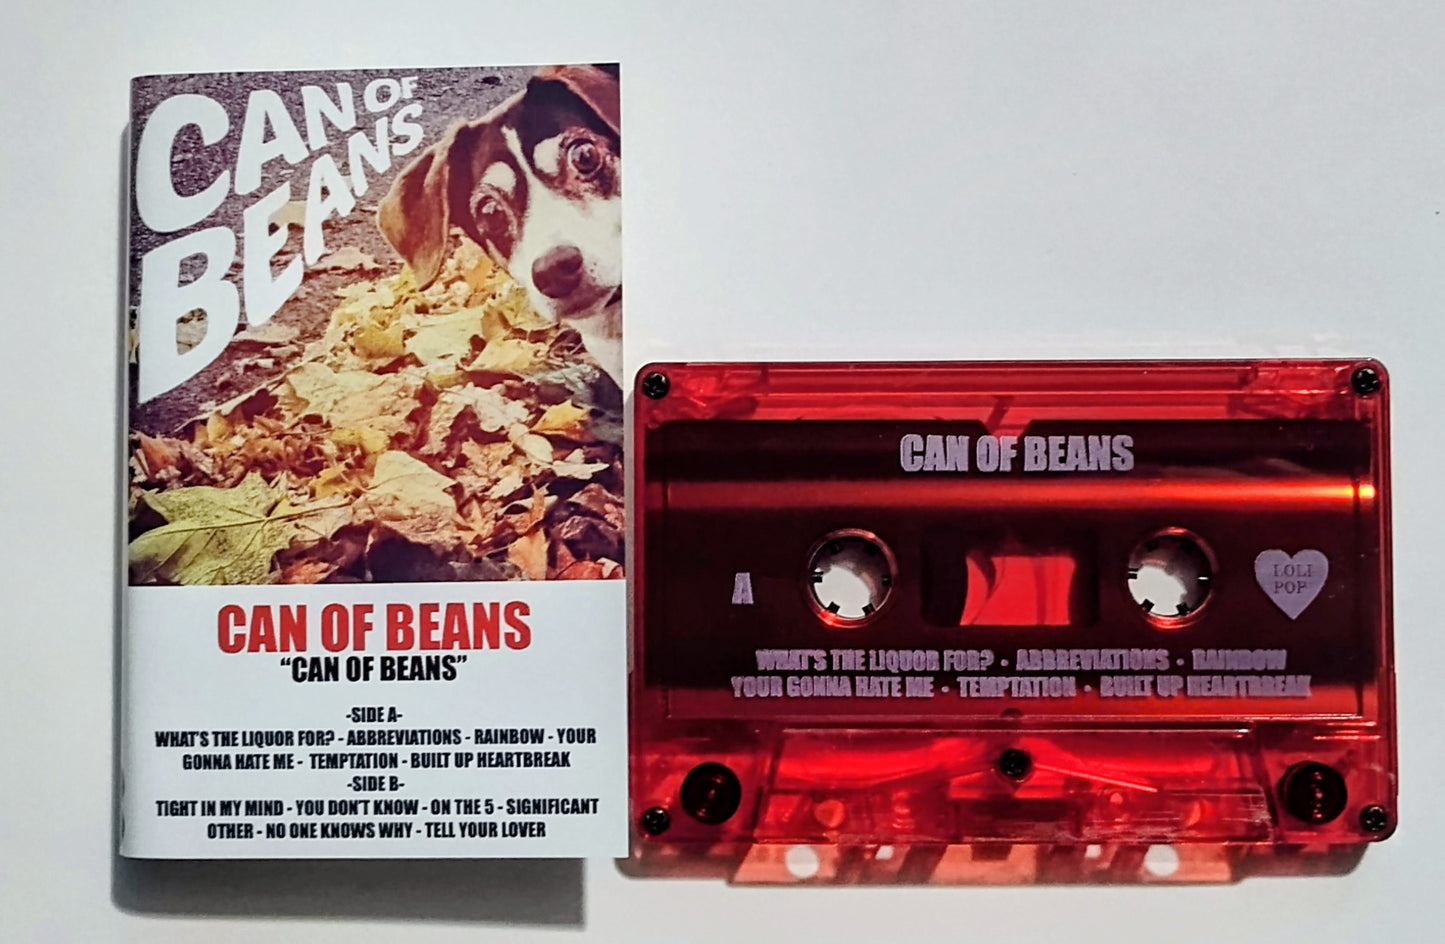 CAN OF
BEANS
CAN OF BEANS
“CAN OF BEANS”
-SIDE A-
WHAT'S THE LIQUOR FOR? - ABBREVIATIONS - RAINBOW - YOUR
GONNA HATE ME - TEMPTATION - BUILT UP HEARTBREAK
-SIDE B-
TIGHT IN MY MIND - YOU DON'T KNOW - ON THE 5 - SIGNIFICANT
OTHER - NO ONE KNOWS WHY - TELL YOUR LOVER
CAN OF BEANS
A
LOLI
POP
WHAT'S THE LIQUOR FOR? • ABBREVIATIONS • RAINBOW
YOUR GONNA HATE ME • TEMPTATION • BUILT UP HEARTBREAK